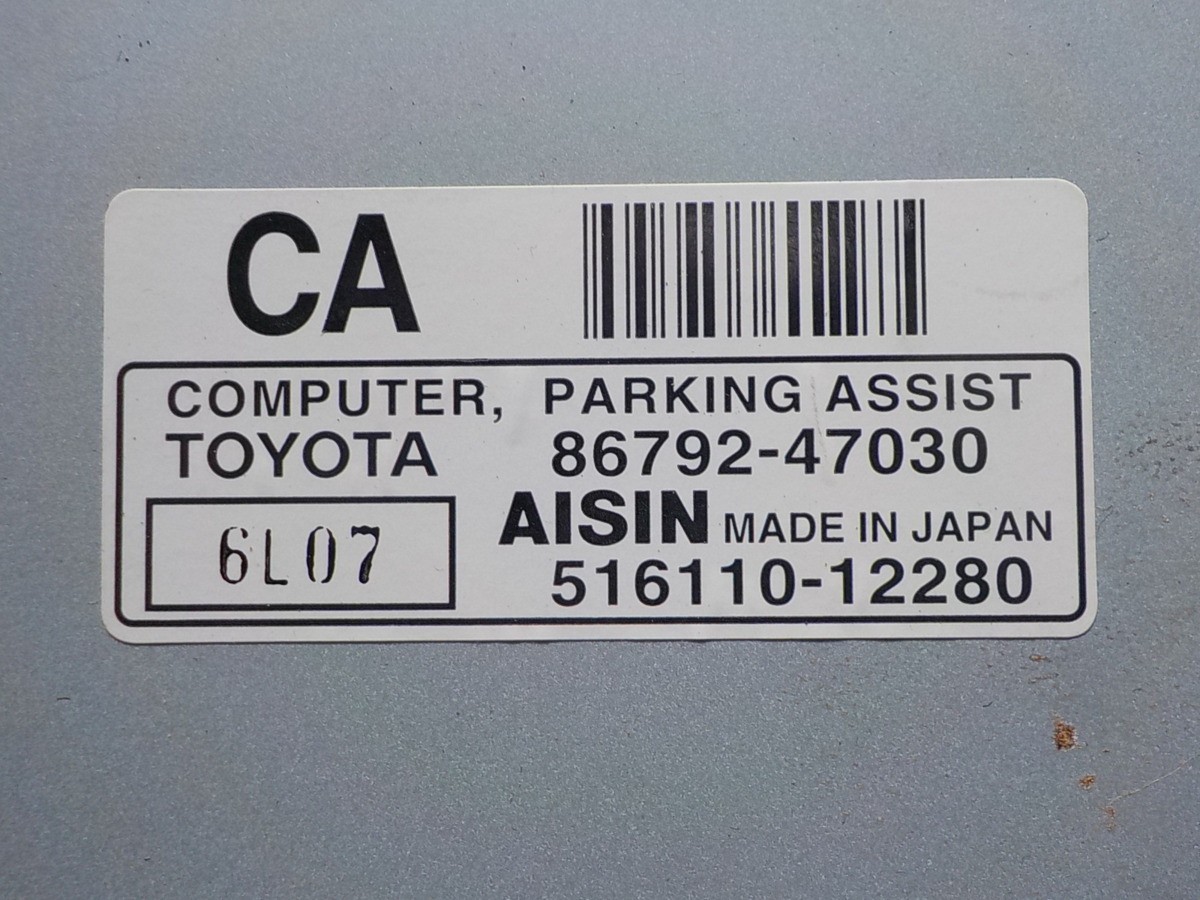 CA
COMPUTER, PARKING ASSIST
TOYOTA 86792-47030
AISIN MADE IN JAPAN
6L07
516110-12280